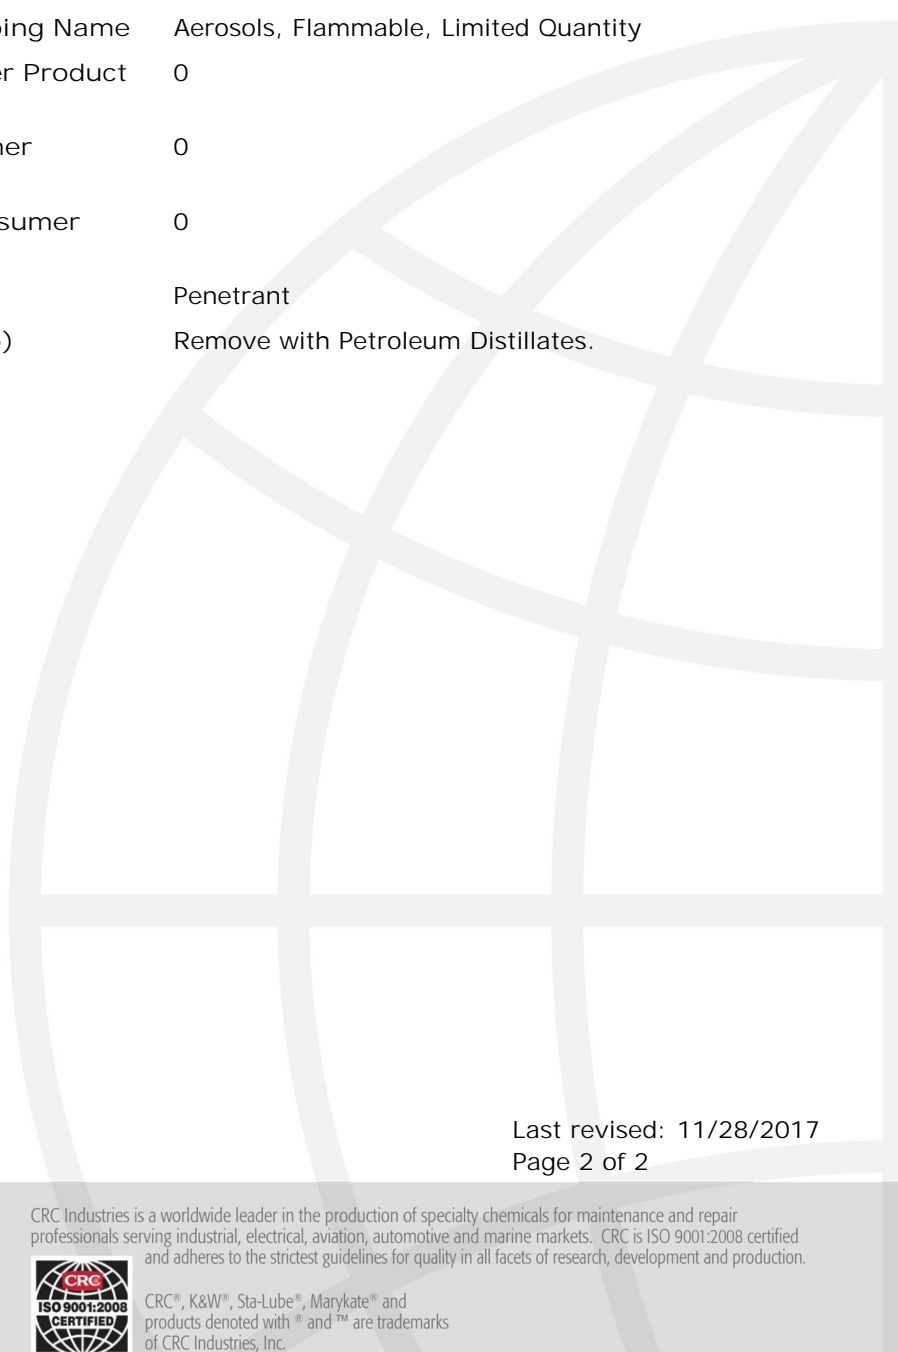 ing Name Aerosols, Flammable, Limited Quantity
r Product 0
er 0
sumer 0
Penetrant
) Remove with Petroleum Distillates.
Last revised: 11/28/2017
Page 2 of 2
CRC Industries is a worldwide leader in the production of specialty chemicals for maintenance and repair
professionals serving industrial, electrical, aviation, automotive and marine markets. CRC is ISO 9001:2008 certified
and adheres to the strictest guidelines for quality in all facets of research, development and production.
CRC
ISO 9001:2008
CERTIFIED
CRC®, K&W®, Sta-Lube®, Marykate® and
products denoted with ® and ™ are trademarks
of CRC Industries, Inc.